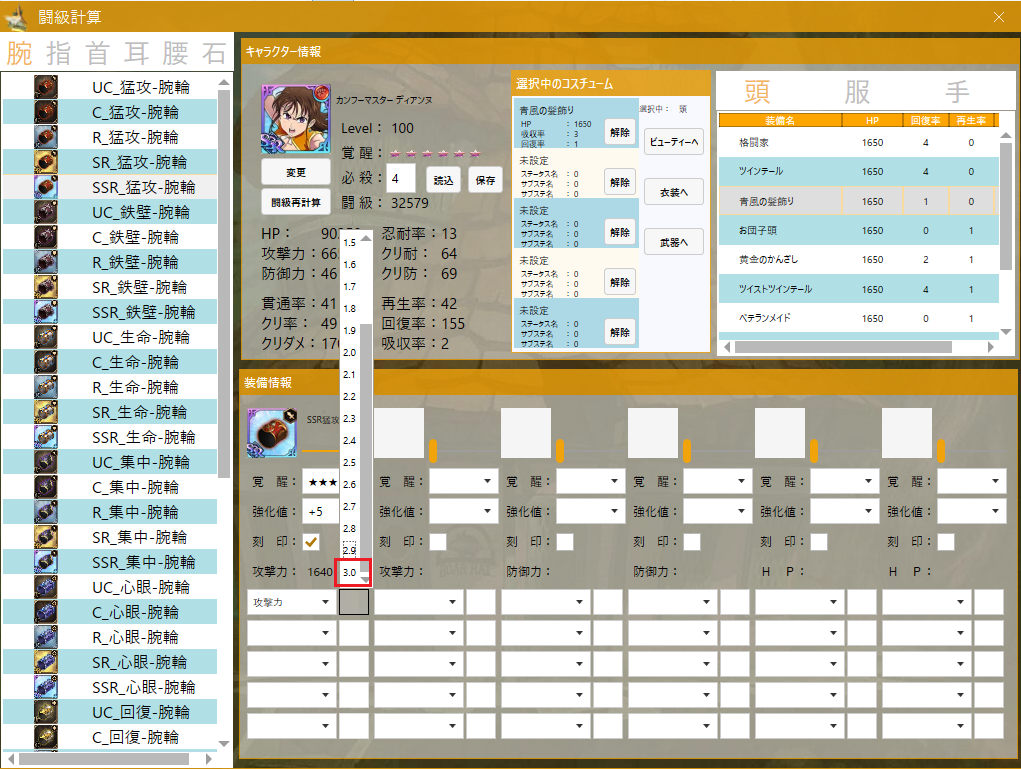 闘級計算
腕 指 首 耳 腰 石
UC_猛攻-腕輪
C_猛攻-腕輪
R_猛攻-腕輪
SR_猛攻-腕輪
SSR_猛攻-腕輪
UC_鉄壁-腕輪
C_鉄壁-腕輪
R_鉄壁-腕輪
SR_鉄壁-腕輪
SSR_鉄壁-腕輪
UC_生命-腕輪
C_生命-腕輪
R_生命-腕輪
SR_生命-腕輪
SSR_生命-腕輪
UC_集中-腕輪
C_集中-腕輪
R_集中-腕輪
SR_集中-腕輪
SSR_集中-腕輪
UC_心眼-腕輪
C_心眼-腕輪
R_心眼-腕輪
SR_心眼-腕輪
SSR_心眼-腕輪
UC_回復-腕輪
C_回復-腕輪
キャラクター情報
カンフーマスター ディアンヌ
Level： 100
覚 醒：★★★★★★
必 殺： 4 読込 保存
闘 級： 32579
変更
闘級再計算
HP： 90 忍耐率：13
攻撃力：66 クリ耐： 64
防御力：46 クリ防： 69
貫通率：41 再生率：42
クリ率： 49 回復率：155
クリダメ：17 吸収率：2
選択中のコスチューム
青風の髪飾り
HP ：1650
吸収率 ：3
回復率 ：1
解除
未設定
ステータス名 ：0
サブステ名 ：0
サブステ名 ：0
解除
未設定
ステータス名 ：0
サブステ名 ：0
サブステ名 ：0
解除
未設定
ステータス名 ：0
サブステ名 ：0
サブステ名 ：0
解除
未設定
ステータス名 ：0
サブステ名 ：0
サブステ名 ：0
解除
選択中： 頭
ビューティーへ
衣装へ
武器へ
頭 服 手
装備名 HP 回復率 再生率
格闘家 1650 4 0
ツインテール 1650 4 0
青風の髪飾り 1650 1 0
お団子頭 1650 0 1
黄金のかんざし 1650 2 1
ツイストツインテール 1650 4 1
ベテランメイド 1650 0 1
1.5
1.6
1.7
1.8
1.9
2.0
2.1
2.2
2.3
2.4
2.5
2.6
2.7
2.8
2.9
3.0
装備情報
SSR猛攻
覚 醒： ★★★ 覚 醒： 覚 醒： 覚 醒： 覚 醒： 覚 醒：
強化値： +5 強化値： 強化値： 強化値： 強化値： 強化値：
刻 印： 刻 印： 刻 印： 刻 印： 刻 印： 刻 印：
攻撃力： 1640 攻撃力： 防御力： 防御力： H P： H P：
攻撃力